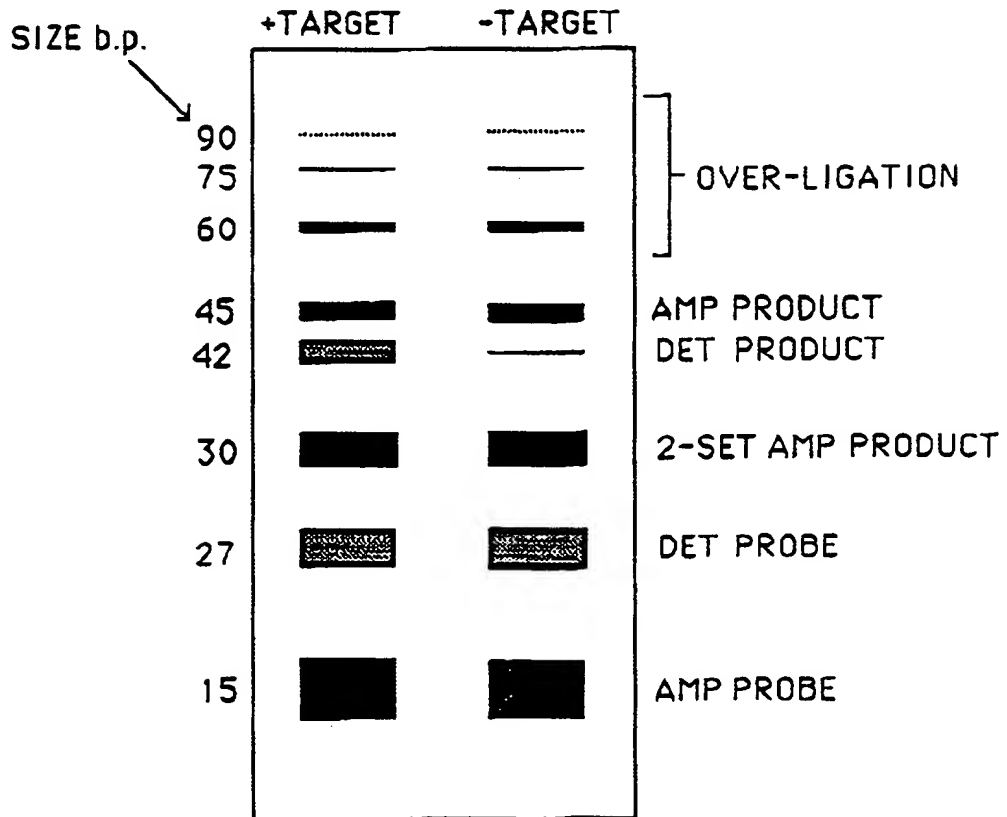 +TARGET -TARGET
SIZE b.p.
90
75
OVER-LIGATION
60
45 AMP PRODUCT
42 DET PRODUCT
30 2-SET AMP PRODUCT
27 DET PROBE
15 AMP PROBE